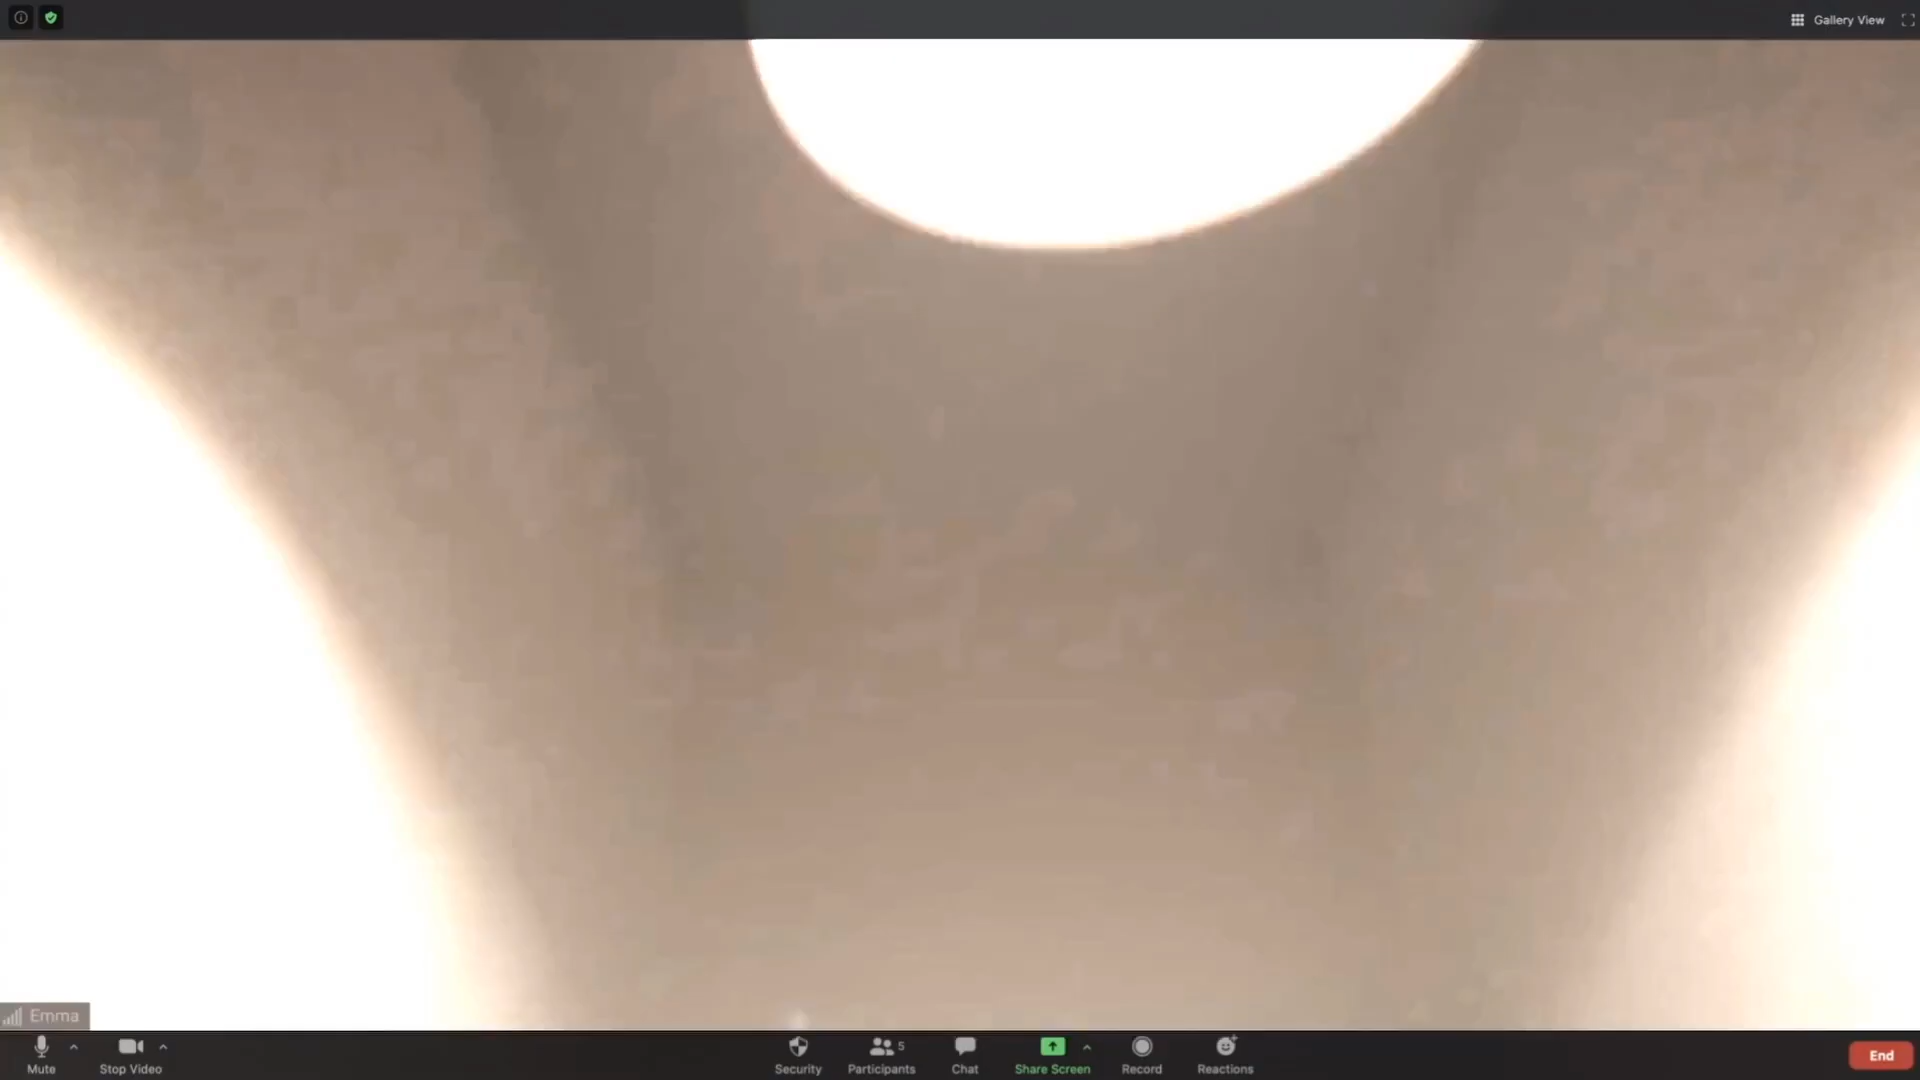 Gallery View
Emma
Mute
Stop Video
Security
Participants 5
Chat
Share Screen
Record
Reactions
End